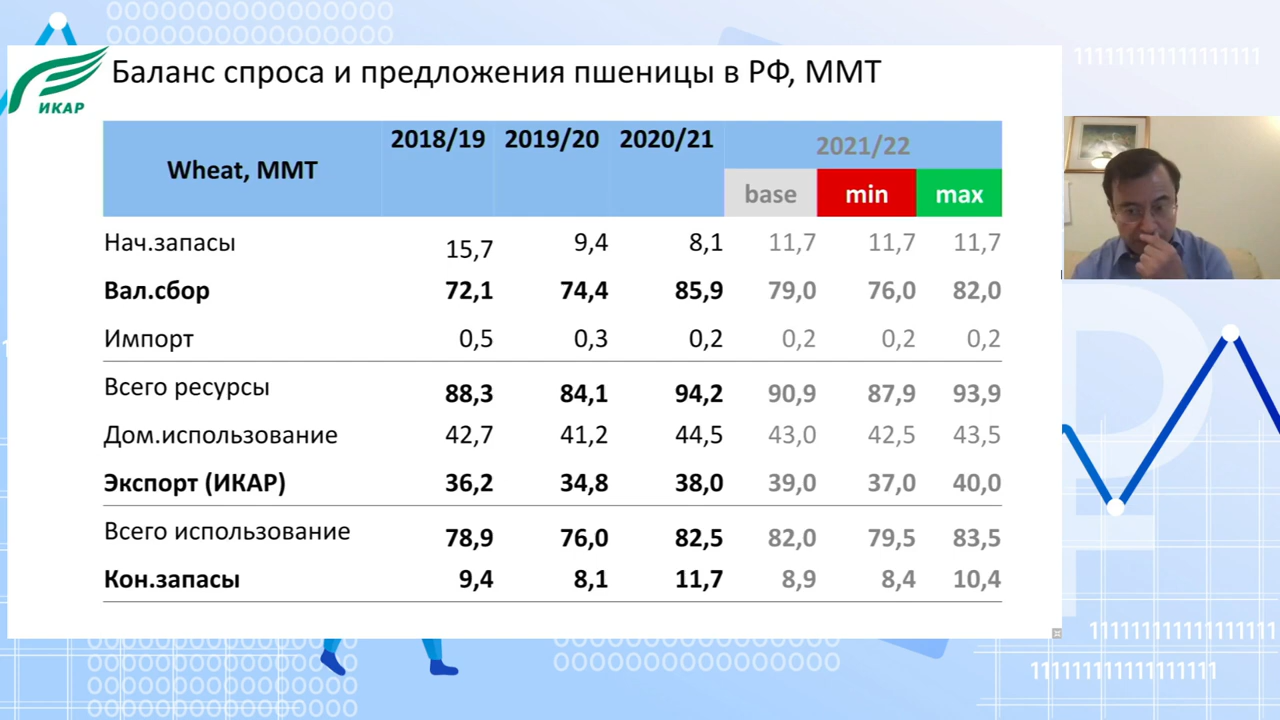 ИКАР
Баланс спроса и предложения пшеницы в РФ, ММТ
Wheat, ММТ 2018/19 2019/20 2020/21 2021/22
base min max
Нач.запасы 15,7 9,4 8,1 11,7 11,7 11,7
Вал.сбор 72,1 74,4 85,9 79,0 76,0 82,0
Импорт 0,5 0,3 0,2 0,2 0,2 0,2
Всего ресурсы 88,3 84,1 94,2 90,9 87,9 93,9
Дом.использование 42,7 41,2 44,5 43,0 42,5 43,5
Экспорт (ИКАР) 36,2 34,8 38,0 39,0 37,0 40,0
Всего использование 78,9 76,0 82,5 82,0 79,5 83,5
Кон.запасы 9,4 8,1 11,7 8,9 8,4 10,4